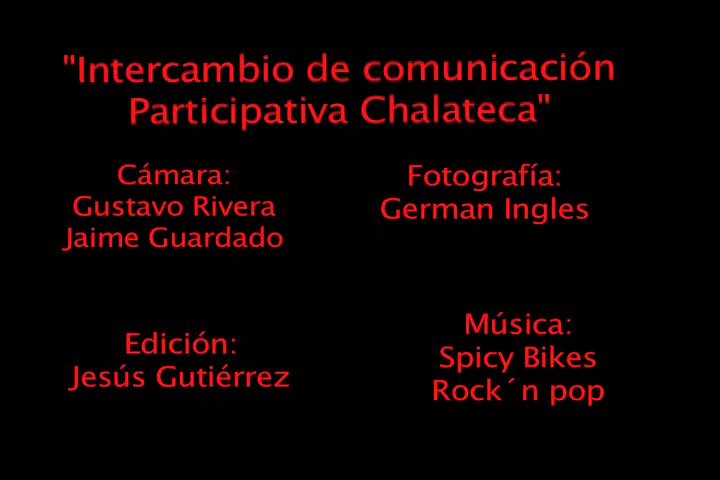 "Intercambio de comunicación
Participativa Chalateca"
Cámara:
Gustavo Rivera
Jaime Guardado
Fotografía:
German Ingles
Edición:
Jesús Gutiérrez
Música:
Spicy Bikes
Rock´n pop